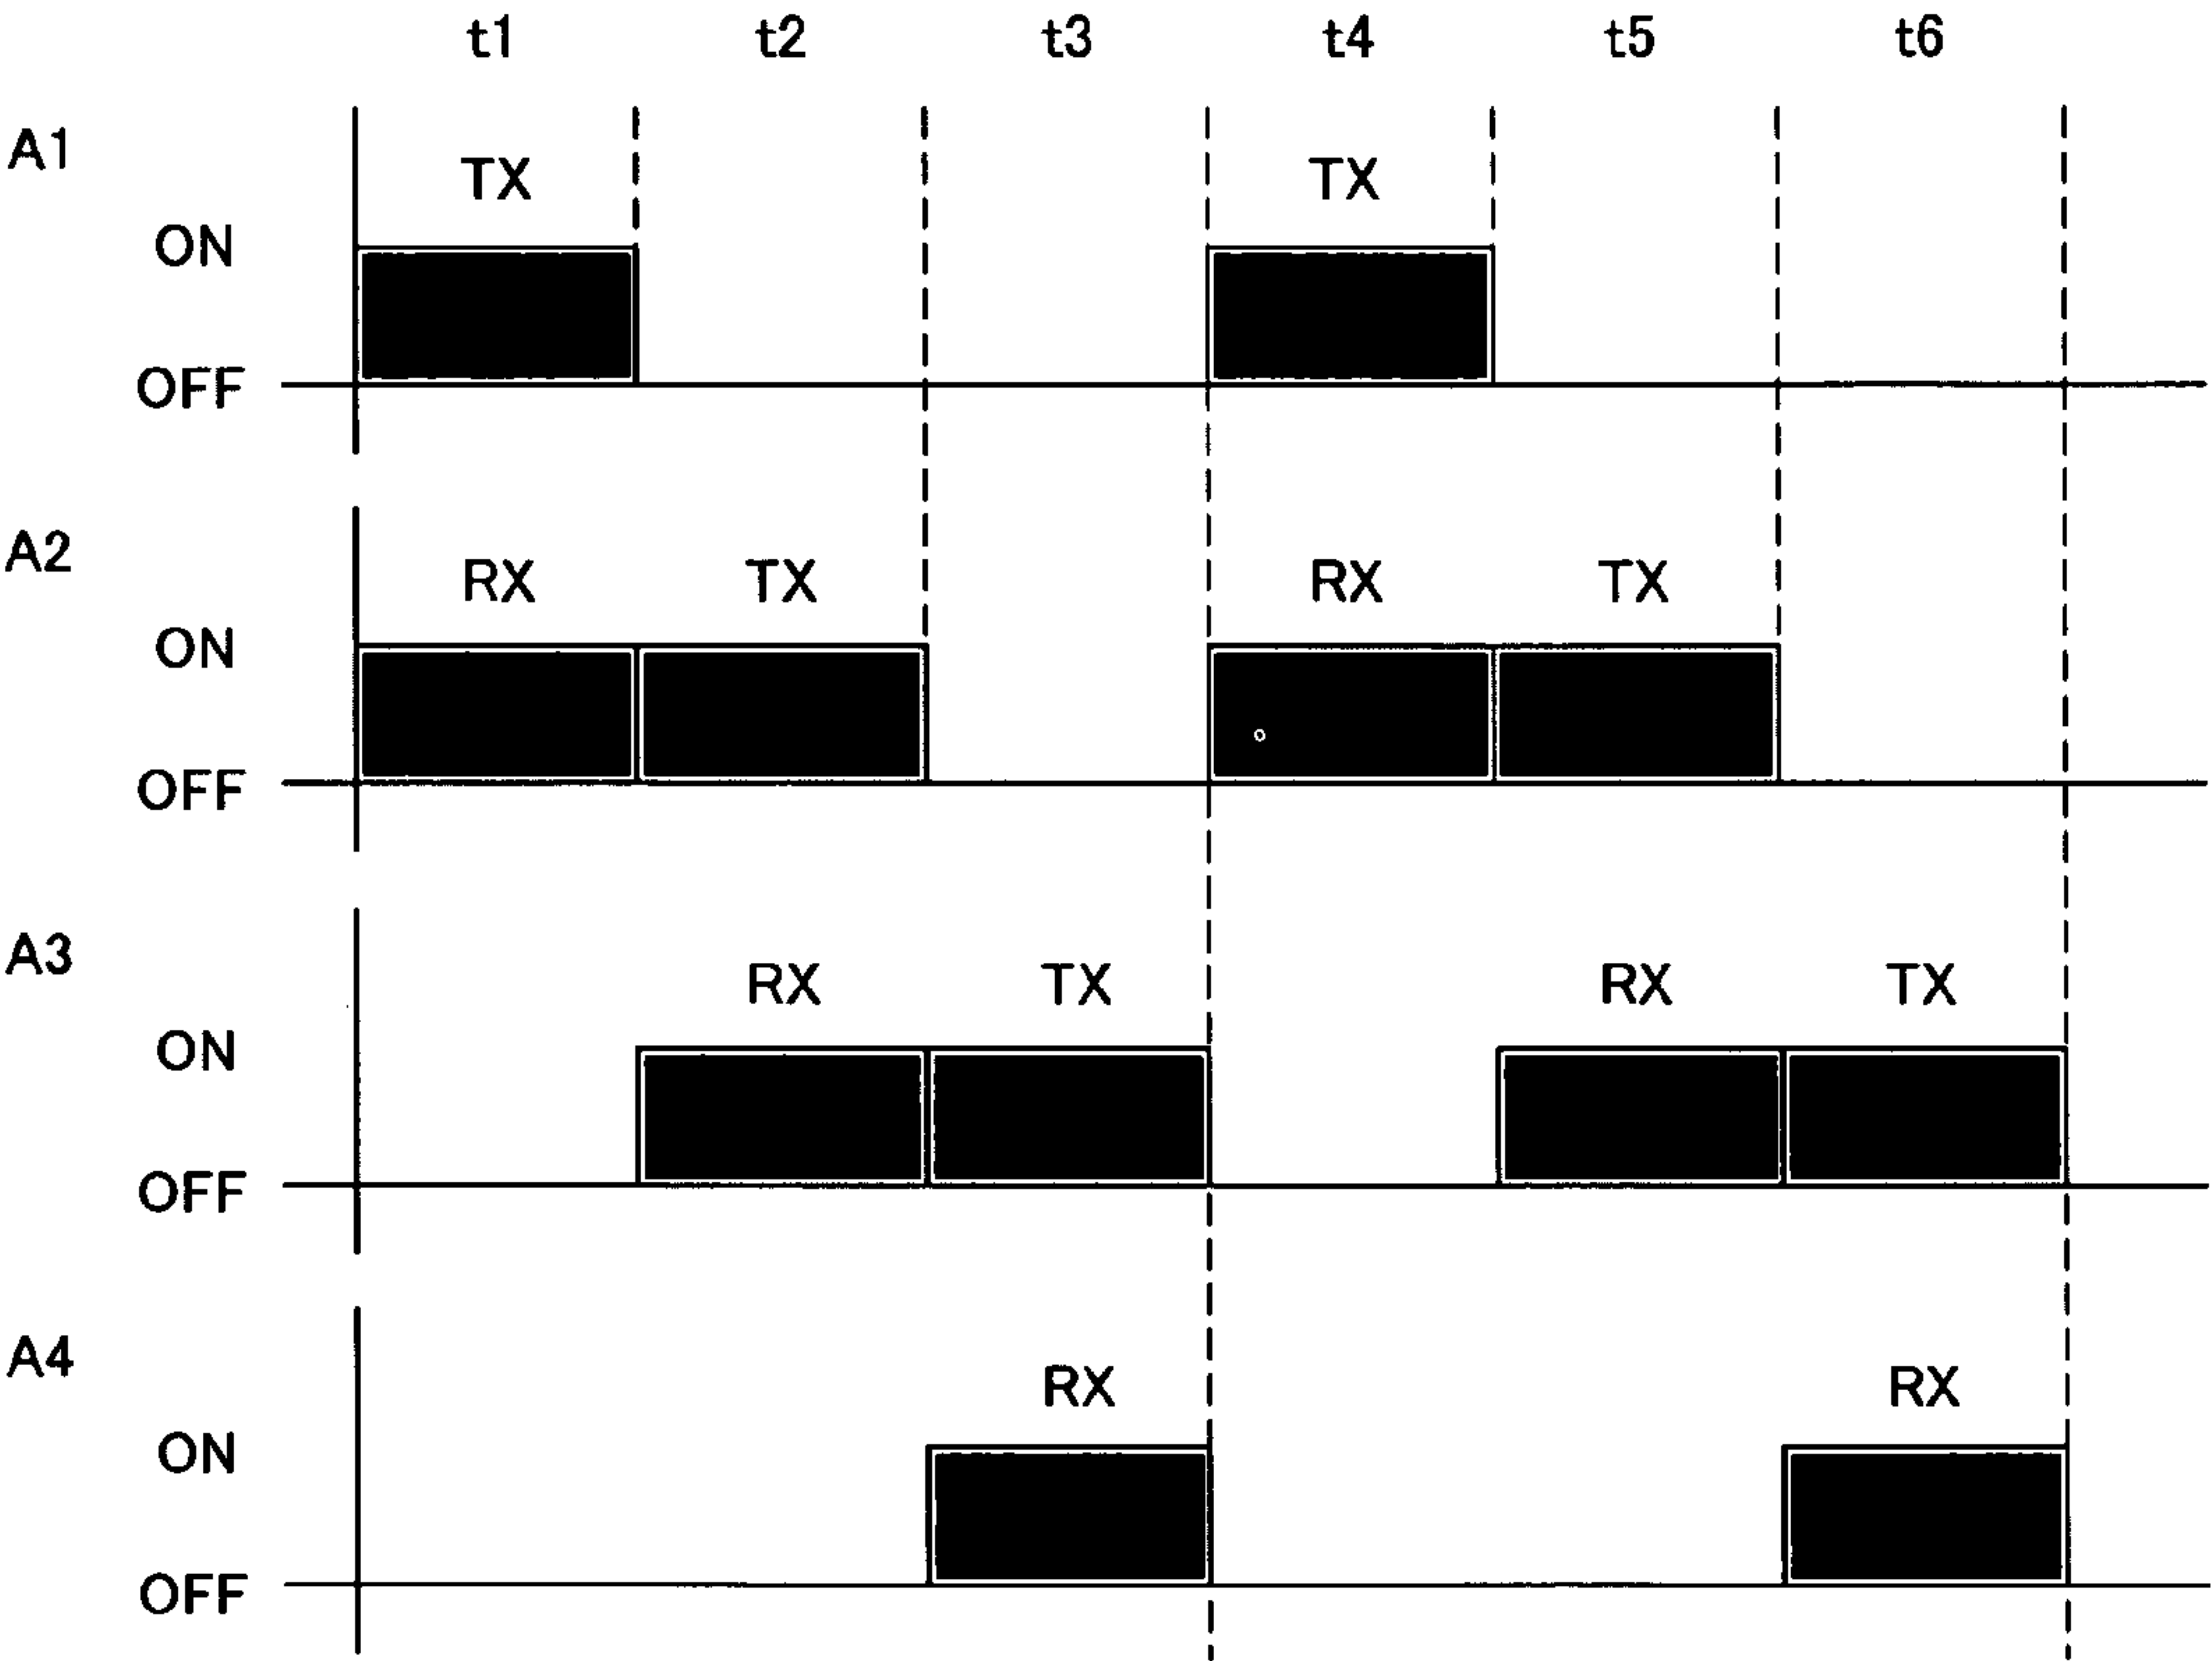 t1 t2 t3 t4 t5 t6
A1
TX TX
ON
OFF
A2
RX TX RX TX
ON
OFF
A3
RX TX RX TX
ON
OFF
A4
RX RX
ON
OFF